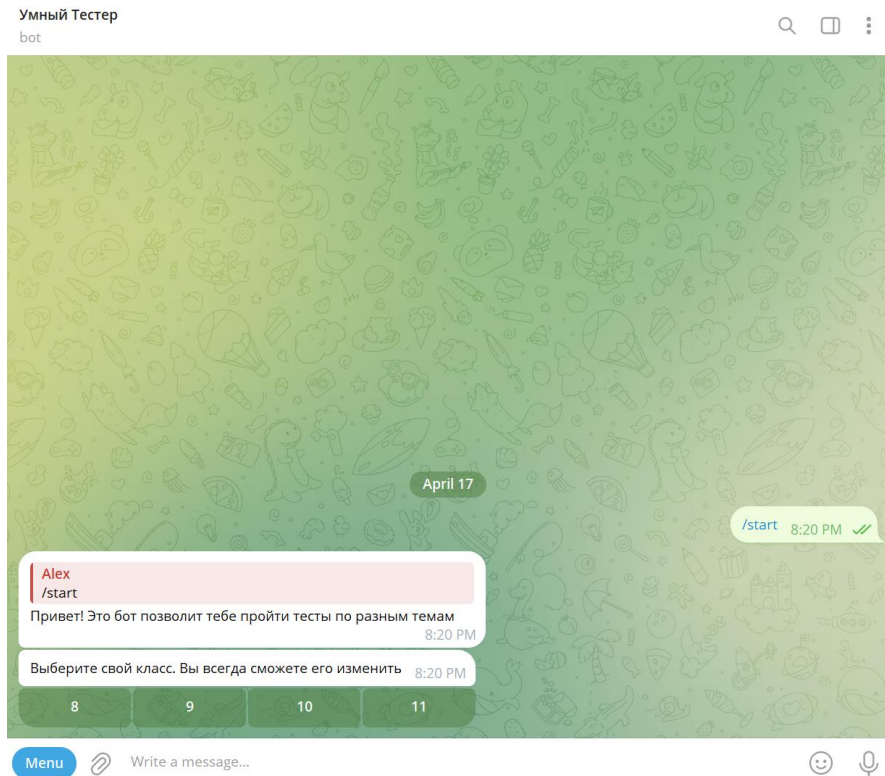 Умный Тестер
bot
April 17
/start 8:20 PM
Alex
/start
Привет! Это бот позволит тебе пройти тесты по разным темам
8:20 PM
Выберите свой класс. Вы всегда сможете его изменить 8:20 PM
8 9 10 11
Menu Write a message...